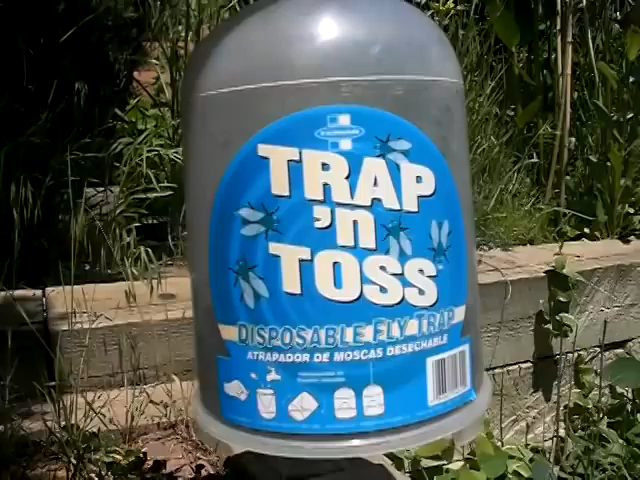 TRAP
'n
TOSS
DISPOSABLE FLY TRAP
ATRAPADOR DE MOSCAS DESECHABLE